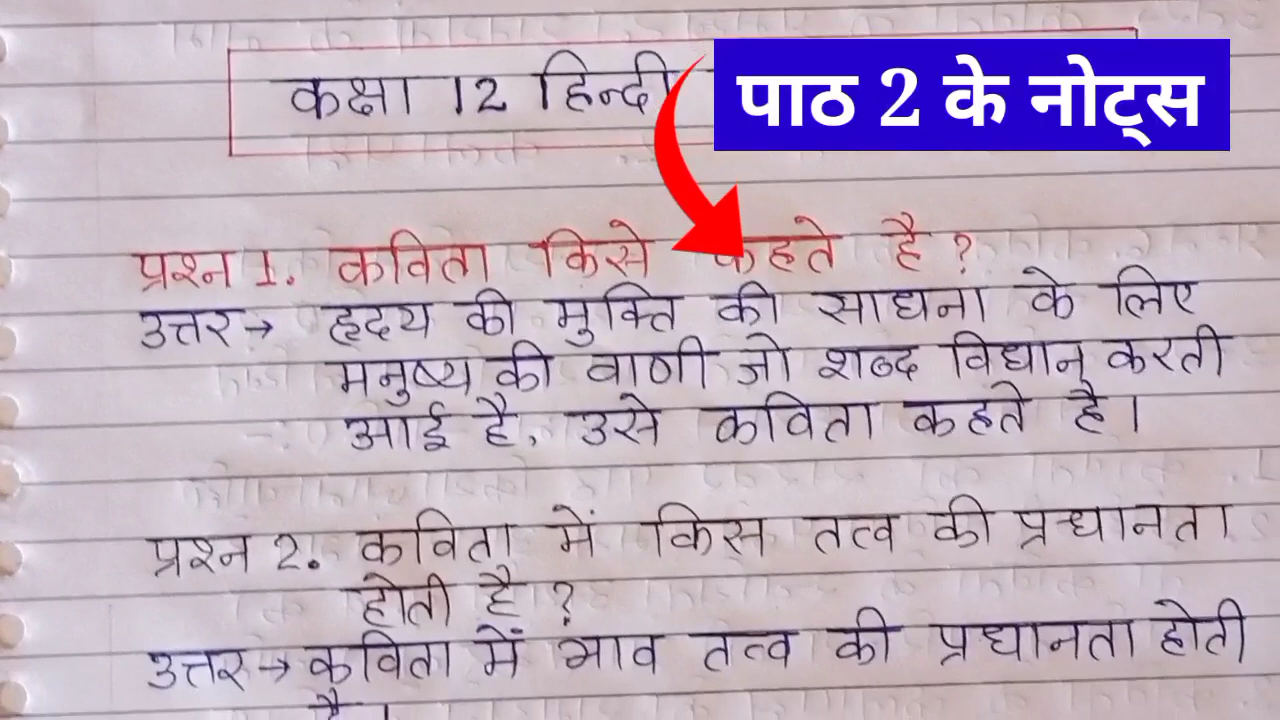 कक्षा 12 हिन्दी
पाठ 2 के नोट्स
प्रश्न 1. कविता किसे कहते है ?
उत्तर → हृदय की मुक्ति की साधना के लिए
मनुष्य की वाणी जो शब्द विधान करती
आई है, उसे कविता कहते है।
प्रश्न 2. कविता में किस तत्व की प्रधानता
होती है ?
उत्तर → कविता में भाव तत्व की प्रधानता होती
है।